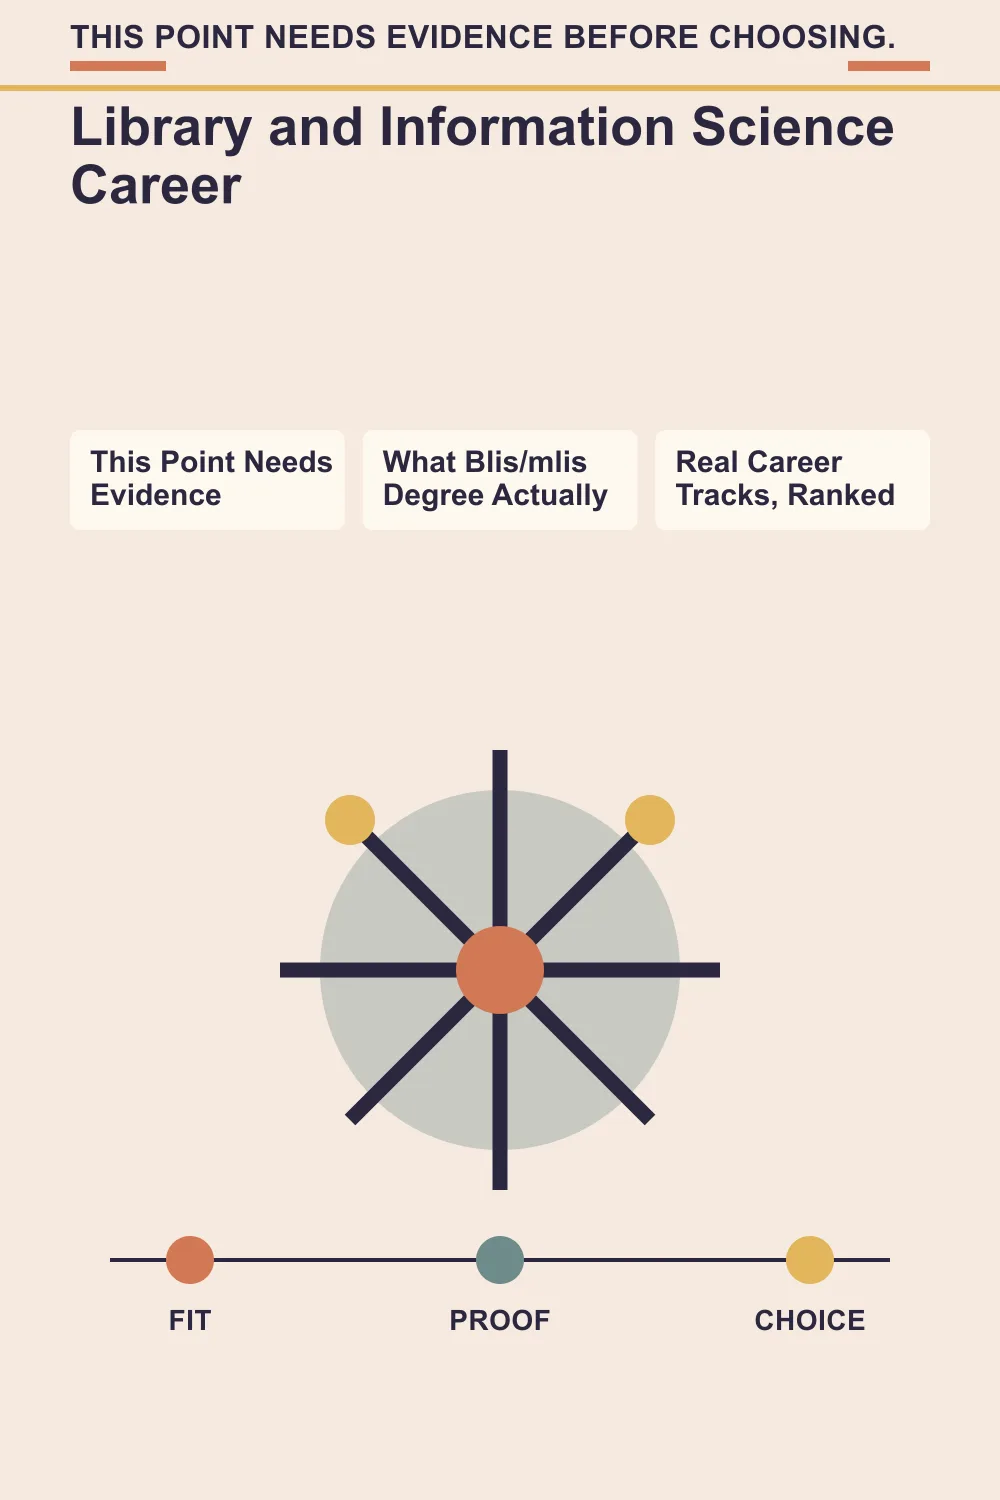 THIS POINT NEEDS EVIDENCE BEFORE CHOOSING.
Library and Information Science
Career
This Point Needs
Evidence
What Blis/mlis
Degree Actually
Real Career
Tracks, Ranked
FIT
PROOF
CHOICE